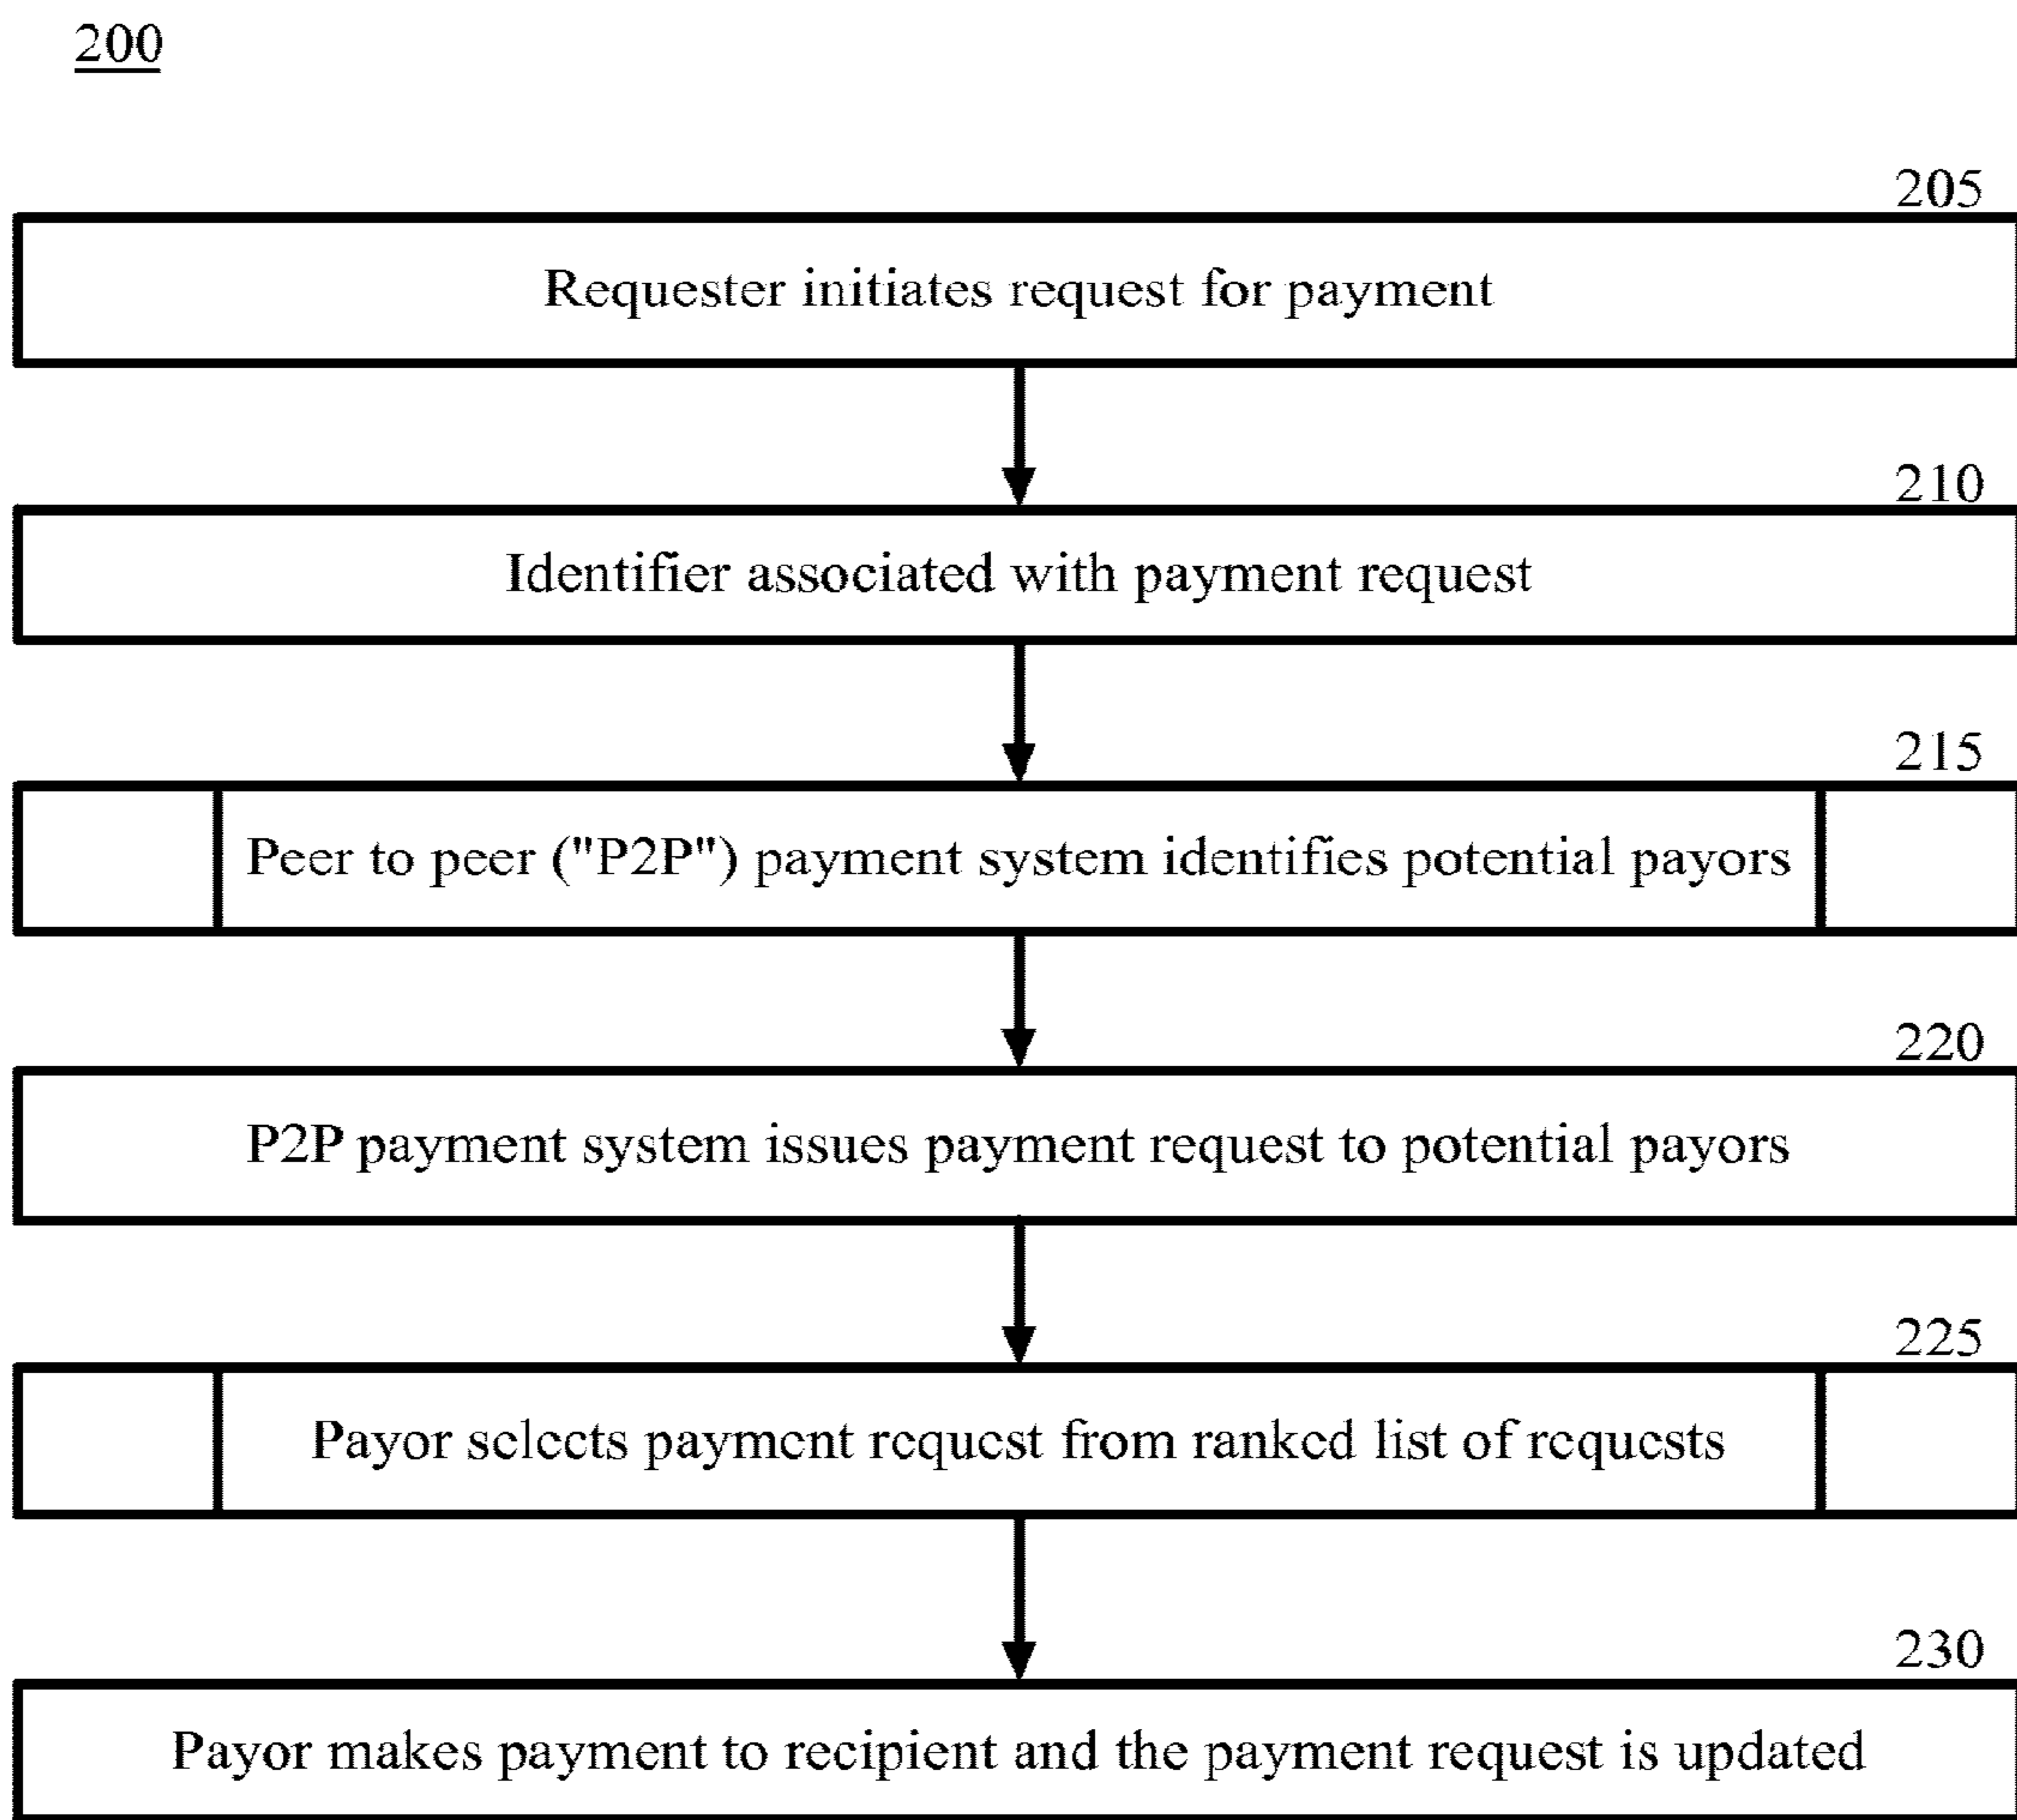 200
205
Requester initiates request for payment
210
Identifier associated with payment request
215
Peer to peer ("P2P") payment system identifies potential payors
220
P2P payment system issues payment request to potential payors
225
Payor selects payment request from ranked list of requests
230
Payor makes payment to recipient and the payment request is updated